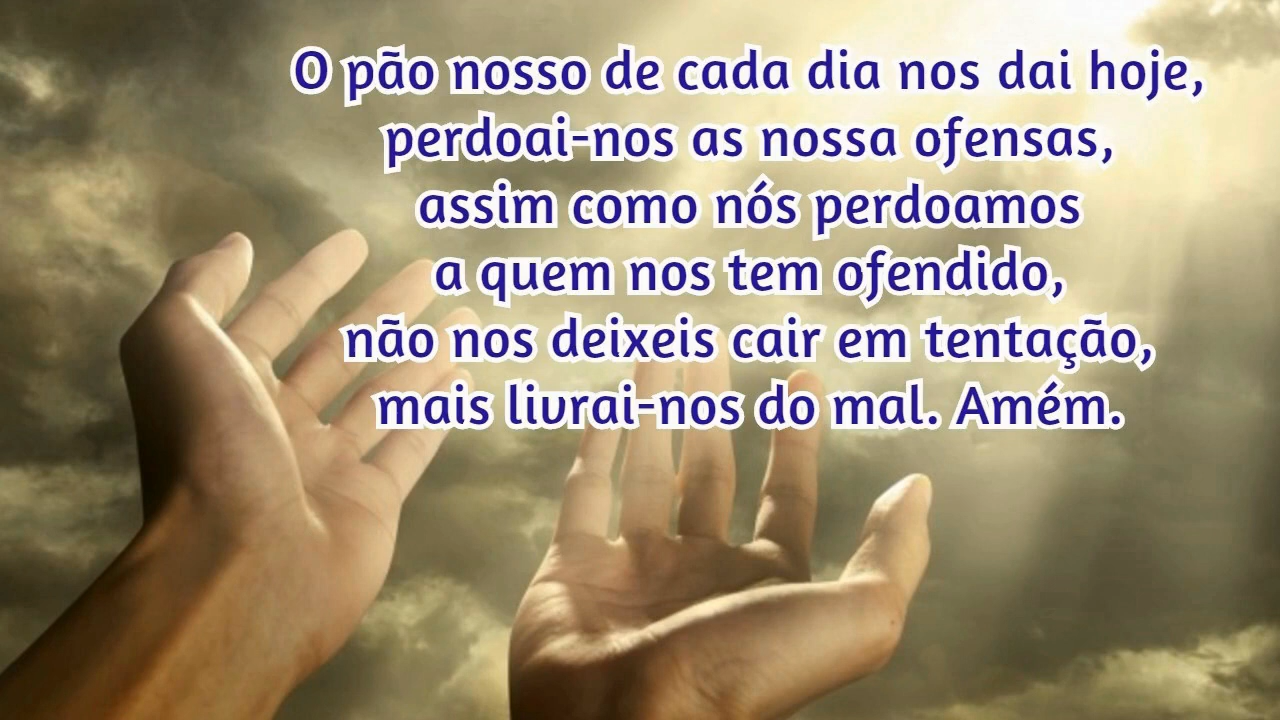 O pão nosso de cada dia nos dai hoje,
perdoai-nos as nossa ofensas,
assim como nós perdoamos
a quem nos tem ofendido,
não nos deixeis cair em tentação,
mais livrai-nos do mal. Amém.